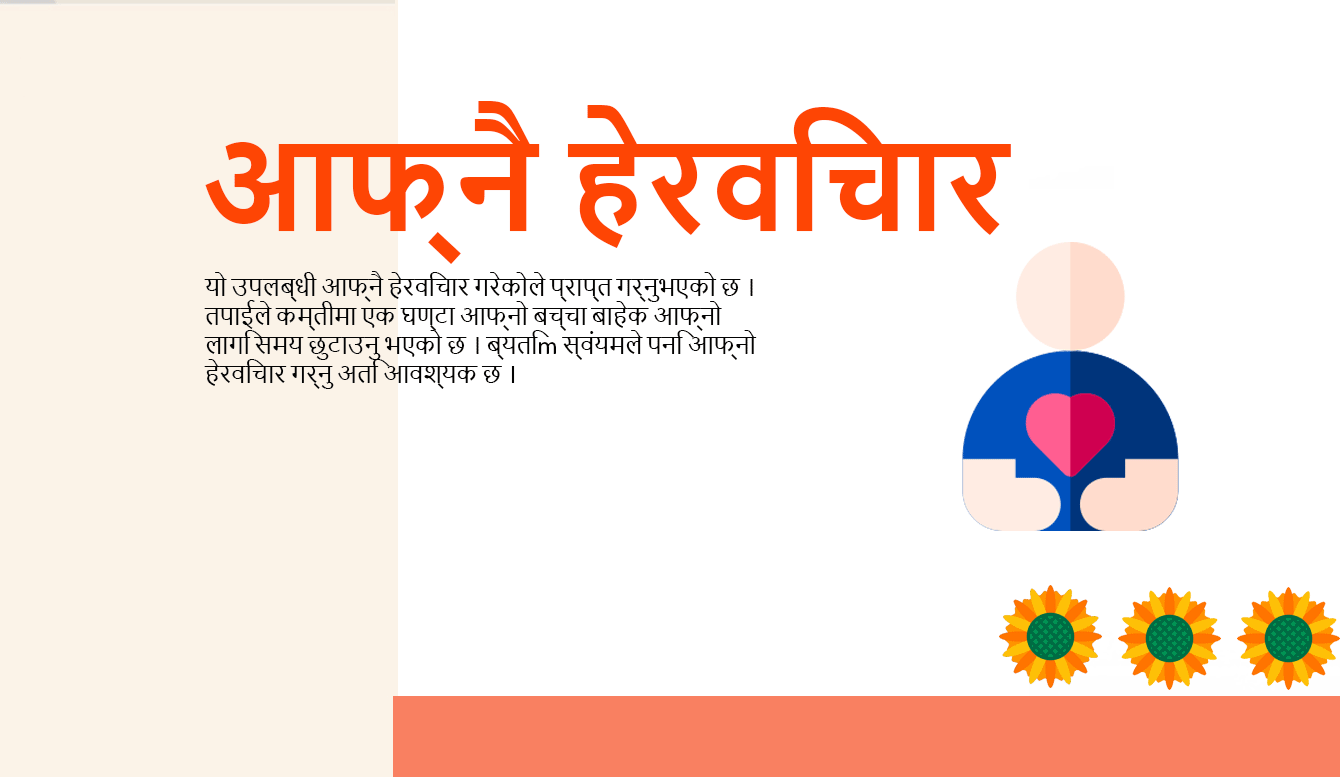 आफ्नै हेरविचार
यो उपलब्धी आफ्नै हेरविचार गरेकोले प्राप्त गर्नुभएको छ ।
तपाईले कम्तीमा एक घण्टा आफ्नो बच्चा बाहेक आफ्नो
लागि समय छुटाउनु भएको छ । ब्यतिm स्वंयमले पनि आफ्नो
हेरविचार गर्नु अति आवश्यक छ ।